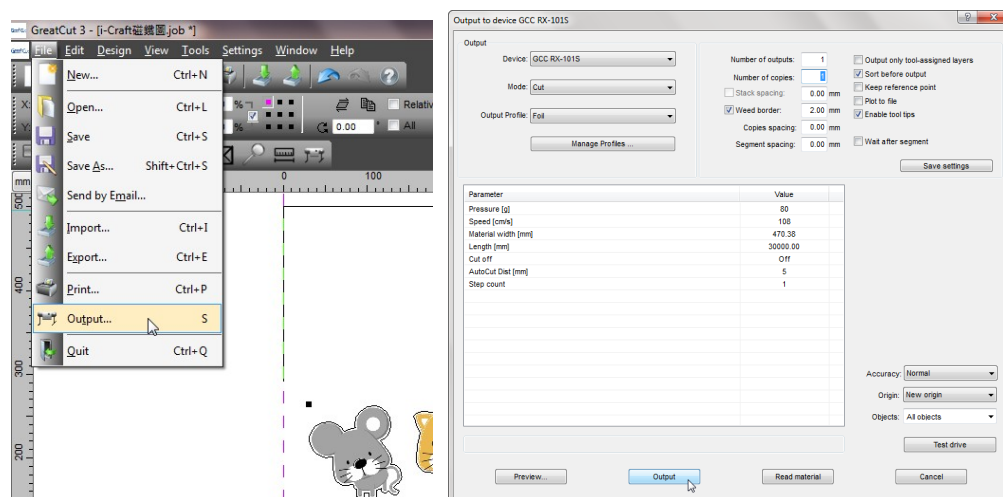 GreatCut 3 - [i-Craft磁鐵圖.job *]
File Edit Design View Tools Settings Window Help
New... Ctrl+N
Open... Ctrl+L
Save Ctrl+S
Save As... Shift+Ctrl+S
Send by Email...
Import... Ctrl+I
Export... Ctrl+E
Print... Ctrl+P
Output... S
Quit Ctrl+Q
X:
Y:
%
%
0.00 °
Relativ
All
mm
0 100
500
400
300
200
Output to device GCC RX-101S
Output
Device: GCC RX-101S
Mode: Cut
Output Profile: Foil
Manage Profiles ...
Number of outputs: 1
Number of copies: 1
Stack spacing: 0.00 mm
Weed border: 2.00 mm
Copies spacing: 0.00 mm
Segment spacing: 0.00 mm
Output only tool-assigned layers
Sort before output
Keep reference point
Plot to file
Enable tool tips
Wait after segment
Save settings
Parameter Value
Pressure [g] 80
Speed [cm/s] 108
Material width [mm] 470.38
Length [mm] 30000.00
Cut off Off
AutoCut Dist [mm] 5
Step count 1
Accuracy: Normal
Origin: New origin
Objects: All objects
Test drive
Preview... Output Read material Cancel